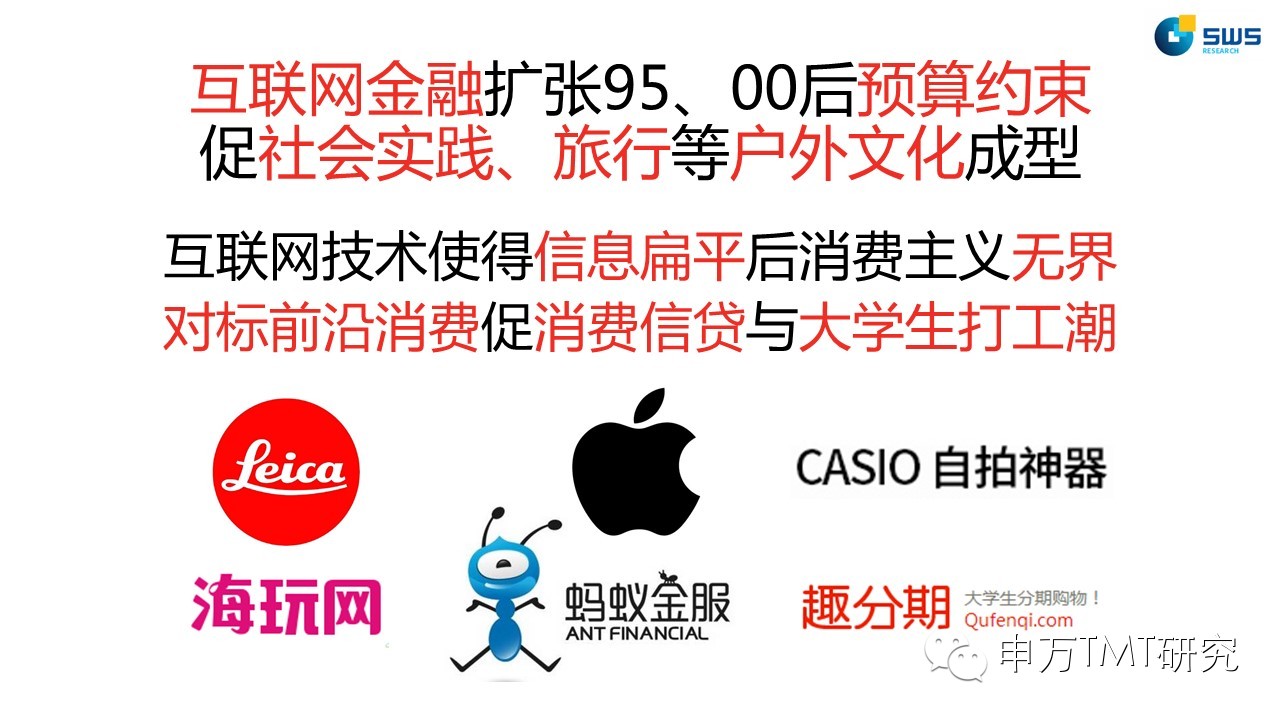 SWS
RESEARCH
互联网金融扩张95、00后预算约束
促社会实践、旅行等户外文化成型
互联网技术使得信息扁平后消费主义无界
对标前沿消费促消费信贷与大学生打工潮
Leica
CASIO 自拍神器
海玩网
蚂蚁金服
ANT FINANCIAL
趣分期
大学生分期购物！
Qufenqi.com
申万TMT研究